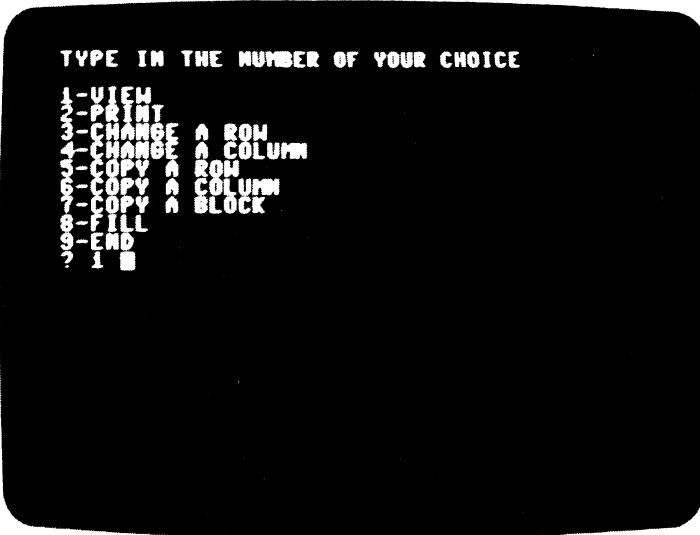 TYPE IN THE NUMBER OF YOUR CHOICE
1-VIEW
2-PRINT
3-CHANGE A ROW
4-CHANGE A COLUMN
5-COPY A ROW
6-COPY A COLUMN
7-COPY A BLOCK
8-FILL
9-END
? 1